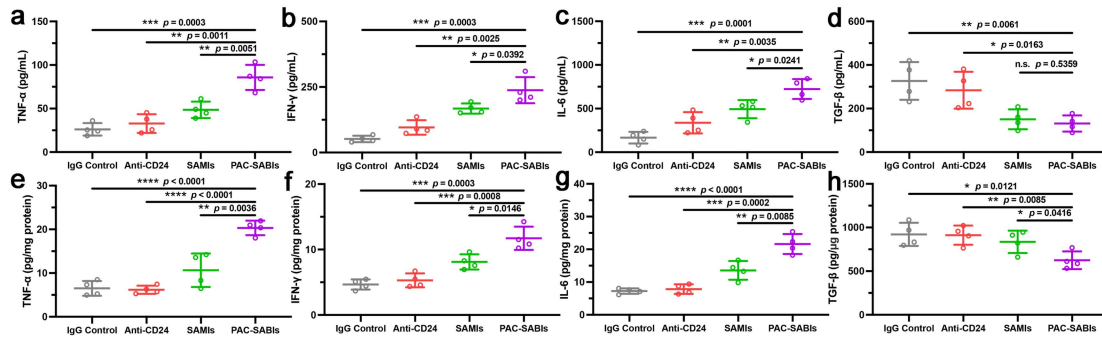 a
*** p = 0.0003
** p = 0.0011
** p = 0.0051
TNF-α (pg/mL)
150
100
50
0
IgG Control Anti-CD24 SAMIs PAC-SABIs
b
*** p = 0.0003
** p = 0.0025
* p = 0.0392
IFN-γ (pg/mL)
500
250
0
IgG Control Anti-CD24 SAMIs PAC-SABIs
c
*** p = 0.0001
** p = 0.0035
* p = 0.0241
IL-6 (pg/mL)
1,500
1,000
500
0
IgG Control Anti-CD24 SAMIs PAC-SABIs
d
** p = 0.0061
* p = 0.0163
n.s. p = 0.5359
TGF-β (pg/mL)
600
400
200
0
IgG Control Anti-CD24 SAMIs PAC-SABIs
e
**** p < 0.0001
**** p < 0.0001
** p = 0.0036
TNF-α (pg/mg protein)
30
20
10
0
IgG Control Anti-CD24 SAMIs PAC-SABIs
f
*** p = 0.0003
*** p = 0.0008
* p = 0.0146
IFN-γ (pg/mg protein)
20
15
10
5
0
IgG Control Anti-CD24 SAMIs PAC-SABIs
g
**** p < 0.0001
*** p = 0.0002
** p = 0.0085
IL-6 (pg/mg protein)
40
30
20
10
0
IgG Control Anti-CD24 SAMIs PAC-SABIs
h
* p = 0.0121
** p = 0.0085
* p = 0.0416
TGF-β (pg/μg protein)
1500
1000
500
0
IgG Control Anti-CD24 SAMIs PAC-SABIs